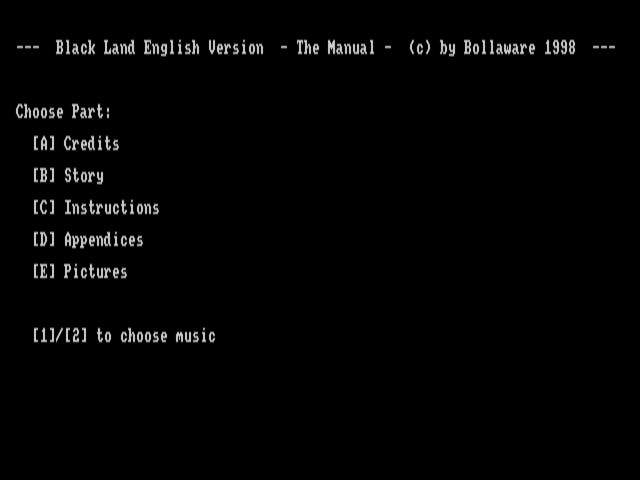 --- Black Land English Version - The Manual - (c) by Bollaware 1998 ---
Choose Part:
[A] Credits
[B] Story
[C] Instructions
[D] Appendices
[E] Pictures
[1]/[2] to choose music